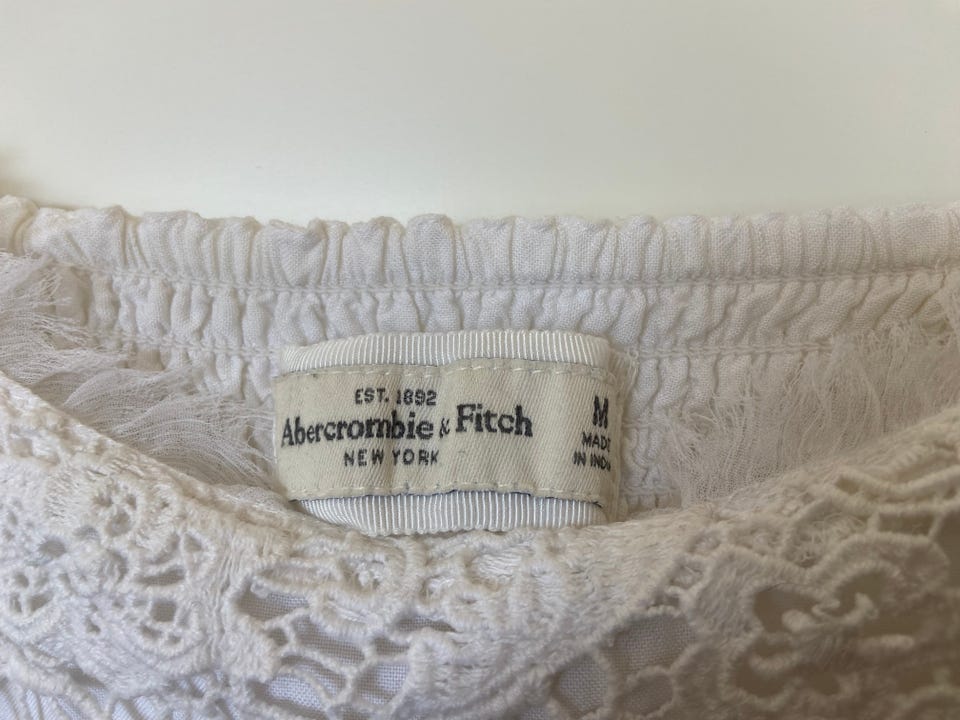 EST. 1892
Abercrombie & Fitch
NEW YORK
M
MADE
IN INDIA